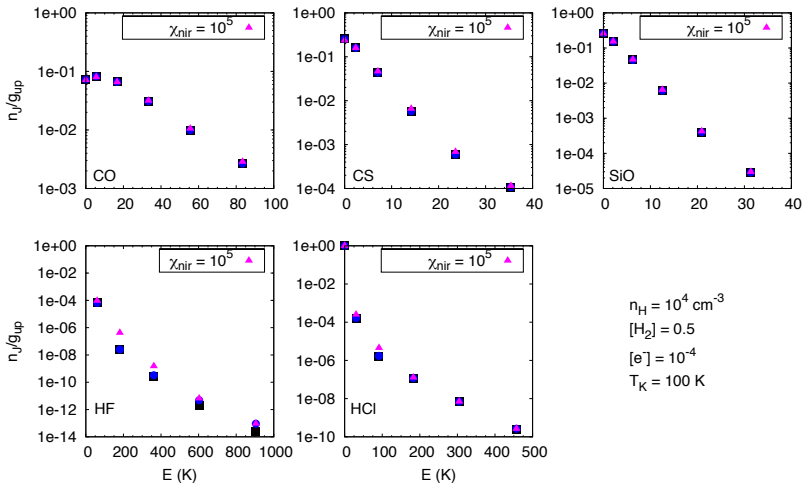 χnir = 10^5
χnir = 10^5
χnir = 10^5
nJ/gup
1e+00
1e-01
1e-02
1e-03
CO
0 20 40 60 80 100
1e+00
1e-01
1e-02
1e-03
1e-04
CS
0 10 20 30 40
1e+00
1e-01
1e-02
1e-03
1e-04
1e-05
SiO
0 10 20 30 40
χnir = 10^5
χnir = 10^5
nJ/gup
1e+00
1e-02
1e-04
1e-06
1e-08
1e-10
1e-12
1e-14
HF
0 200 400 600 800 1000
E (K)
1e+00
1e-02
1e-04
1e-06
1e-08
1e-10
HCl
0 100 200 300 400 500
E (K)
nH = 10^4 cm^-3
[H2] = 0.5
[e^-] = 10^-4
TK = 100 K